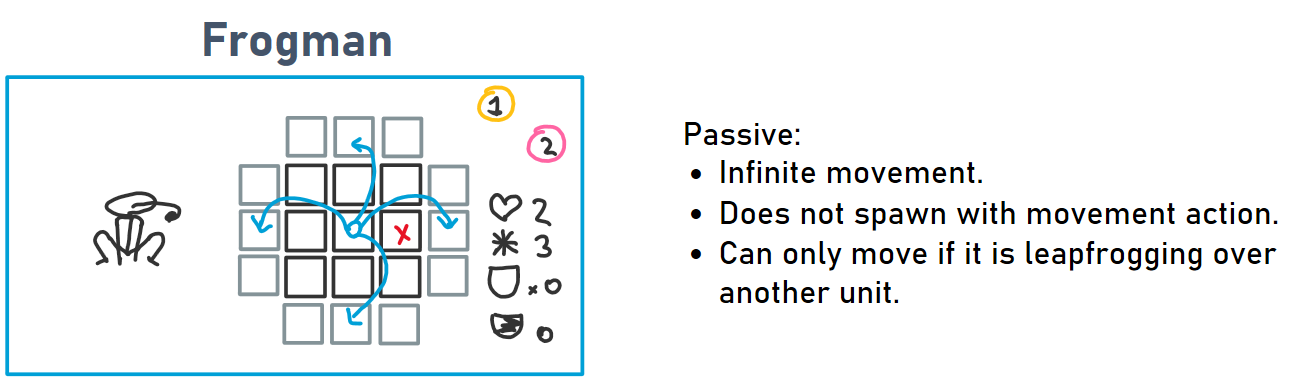 Frogman
1
2
2
3
x 0
0
X
Passive:
• Infinite movement.
• Does not spawn with movement action.
• Can only move if it is leapfrogging over
another unit.